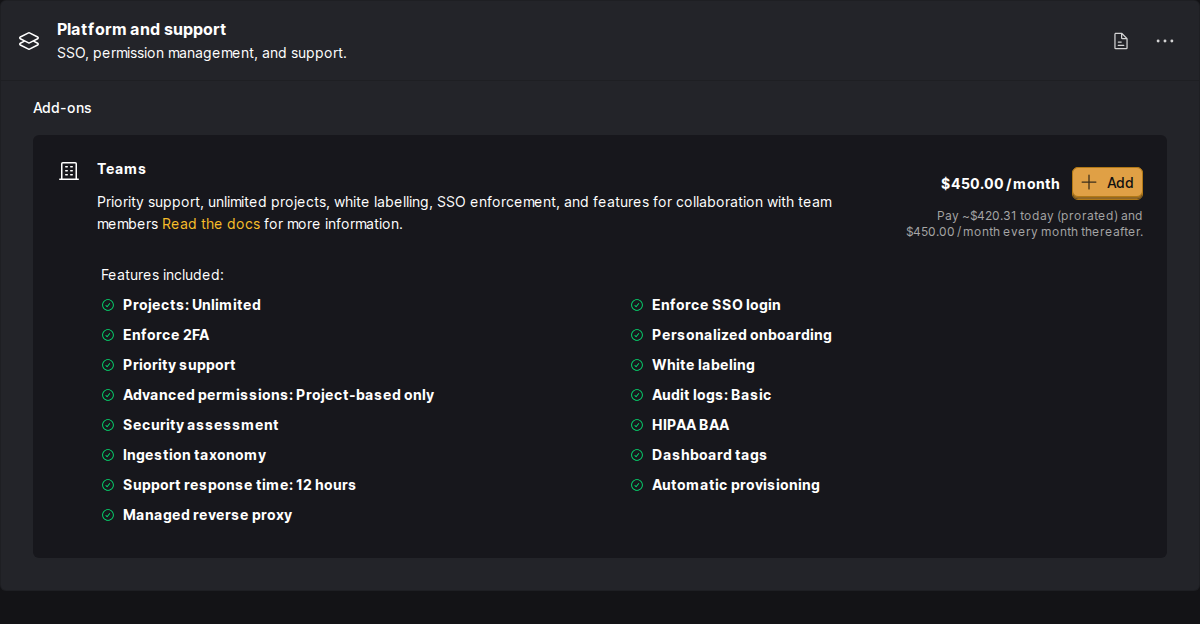 Platform and support
SSO, permission management, and support.
Add-ons
Teams
Priority support, unlimited projects, white labelling, SSO enforcement, and features for collaboration with team
members Read the docs for more information.
$450.00/month
Add
Pay ~$420.31 today (prorated) and
$450.00/month every month thereafter.
Features included:
Projects: Unlimited
Enforce 2FA
Priority support
Advanced permissions: Project-based only
Security assessment
Ingestion taxonomy
Support response time: 12 hours
Managed reverse proxy
Enforce SSO login
Personalized onboarding
White labeling
Audit logs: Basic
HIPAA BAA
Dashboard tags
Automatic provisioning